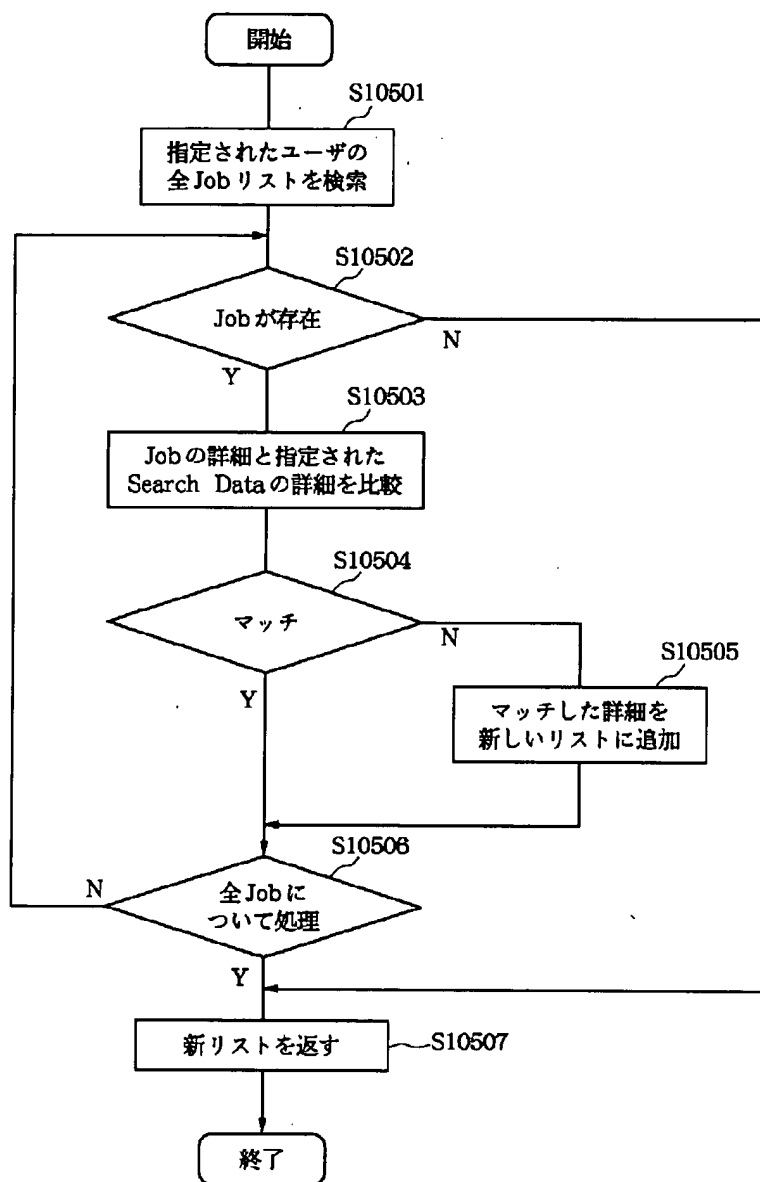 開始
S10501
指定されたユーザの
全Jobリストを検索
S10502
Jobが存在
N
Y
S10503
Jobの詳細と指定された
Search Dataの詳細を比較
S10504
マッチ
N
Y
S10505
マッチした詳細を
新しいリストに追加
S10506
全Jobに
ついて処理
N
Y
新リストを返す
S10507
終了